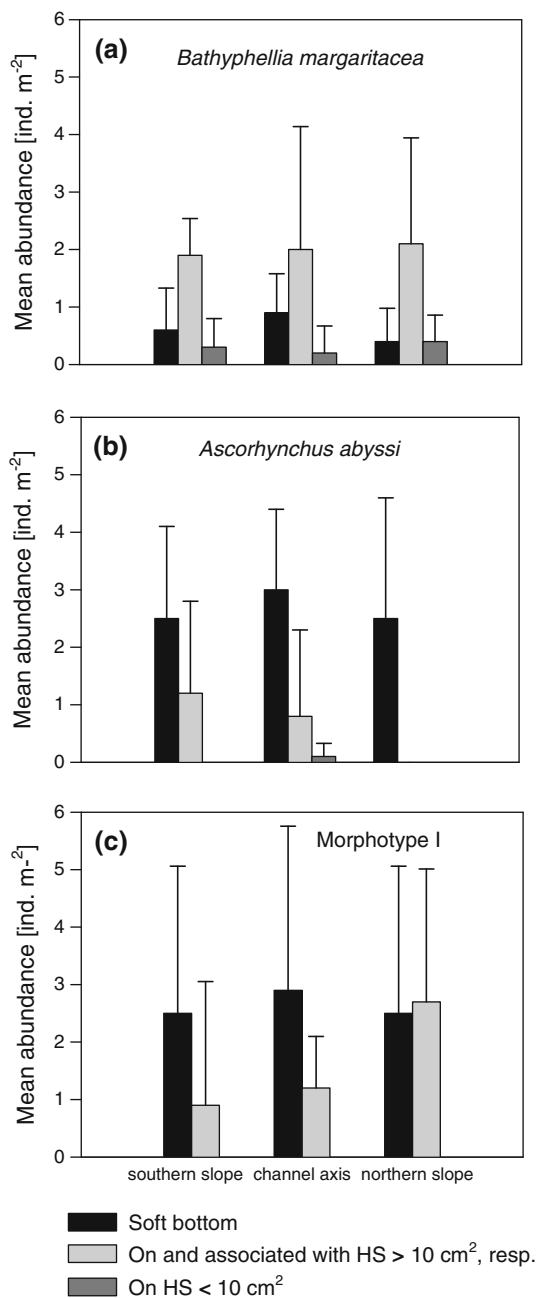 (a)
Bathyphellia margaritacea
Mean abundance [ind. m-2]
6
5
4
3
2
1
0
(b)
Ascorhynchus abyssi
Mean abundance [ind. m-2]
6
5
4
3
2
1
0
(c)
Morphotype I
Mean abundance [ind. m-2]
6
5
4
3
2
1
0
southern slope channel axis northern slope
Soft bottom
On and associated with HS > 10 cm², resp.
On HS < 10 cm²